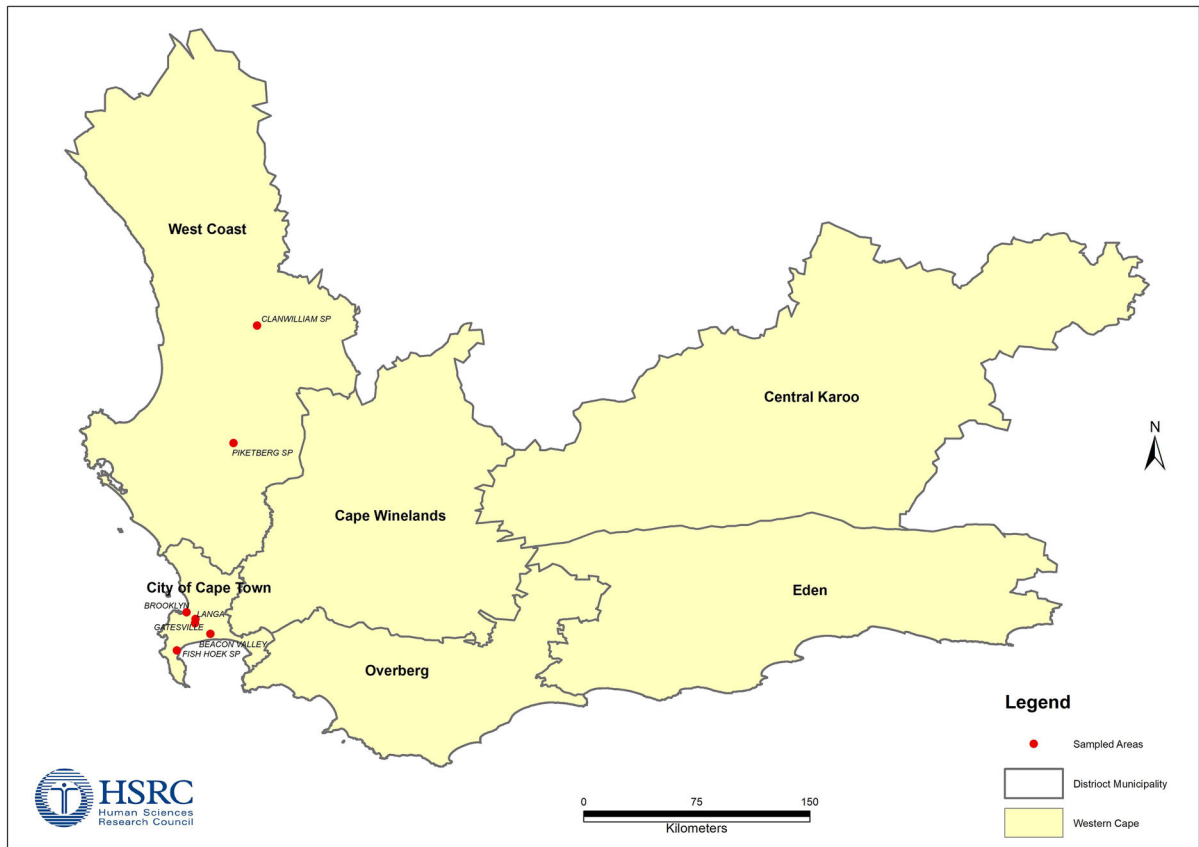 West Coast
CLANWILLIAM SP
Central Karoo
N
PIKETBERG SP
Cape Winelands
City of Cape Town
Eden
BROOKLYN
LANGA
GATESVILLE
BEACON VALLEY
FISH HOEK SP
Overberg
Legend
Sampled Areas
Distrioct Municipality
Western Cape
HSRC
Human Sciences
Research Council
0 75 150
Kilometers